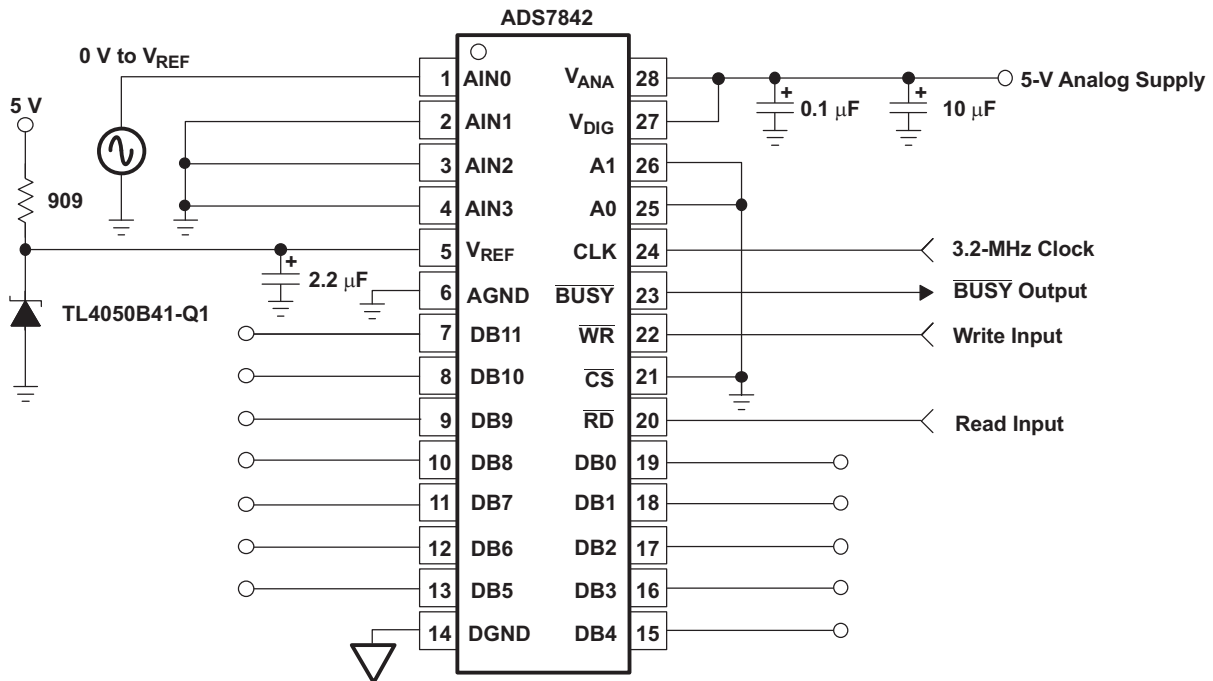 ADS7842
0 V to VREF
5 V
909
TL4050B41-Q1
2.2 μF
1 AIN0
2 AIN1
3 AIN2
4 AIN3
5 VREF
6 AGND
7 DB11
8 DB10
9 DB9
10 DB8
11 DB7
12 DB6
13 DB5
14 DGND
VANA 28
VDIG 27
A1 26
A0 25
CLK 24
BUSY 23
WR 22
CS 21
RD 20
DB0 19
DB1 18
DB2 17
DB3 16
DB4 15
+
0.1 μF
+
10 μF
+
5-V Analog Supply
3.2-MHz Clock
BUSY Output
Write Input
Read Input